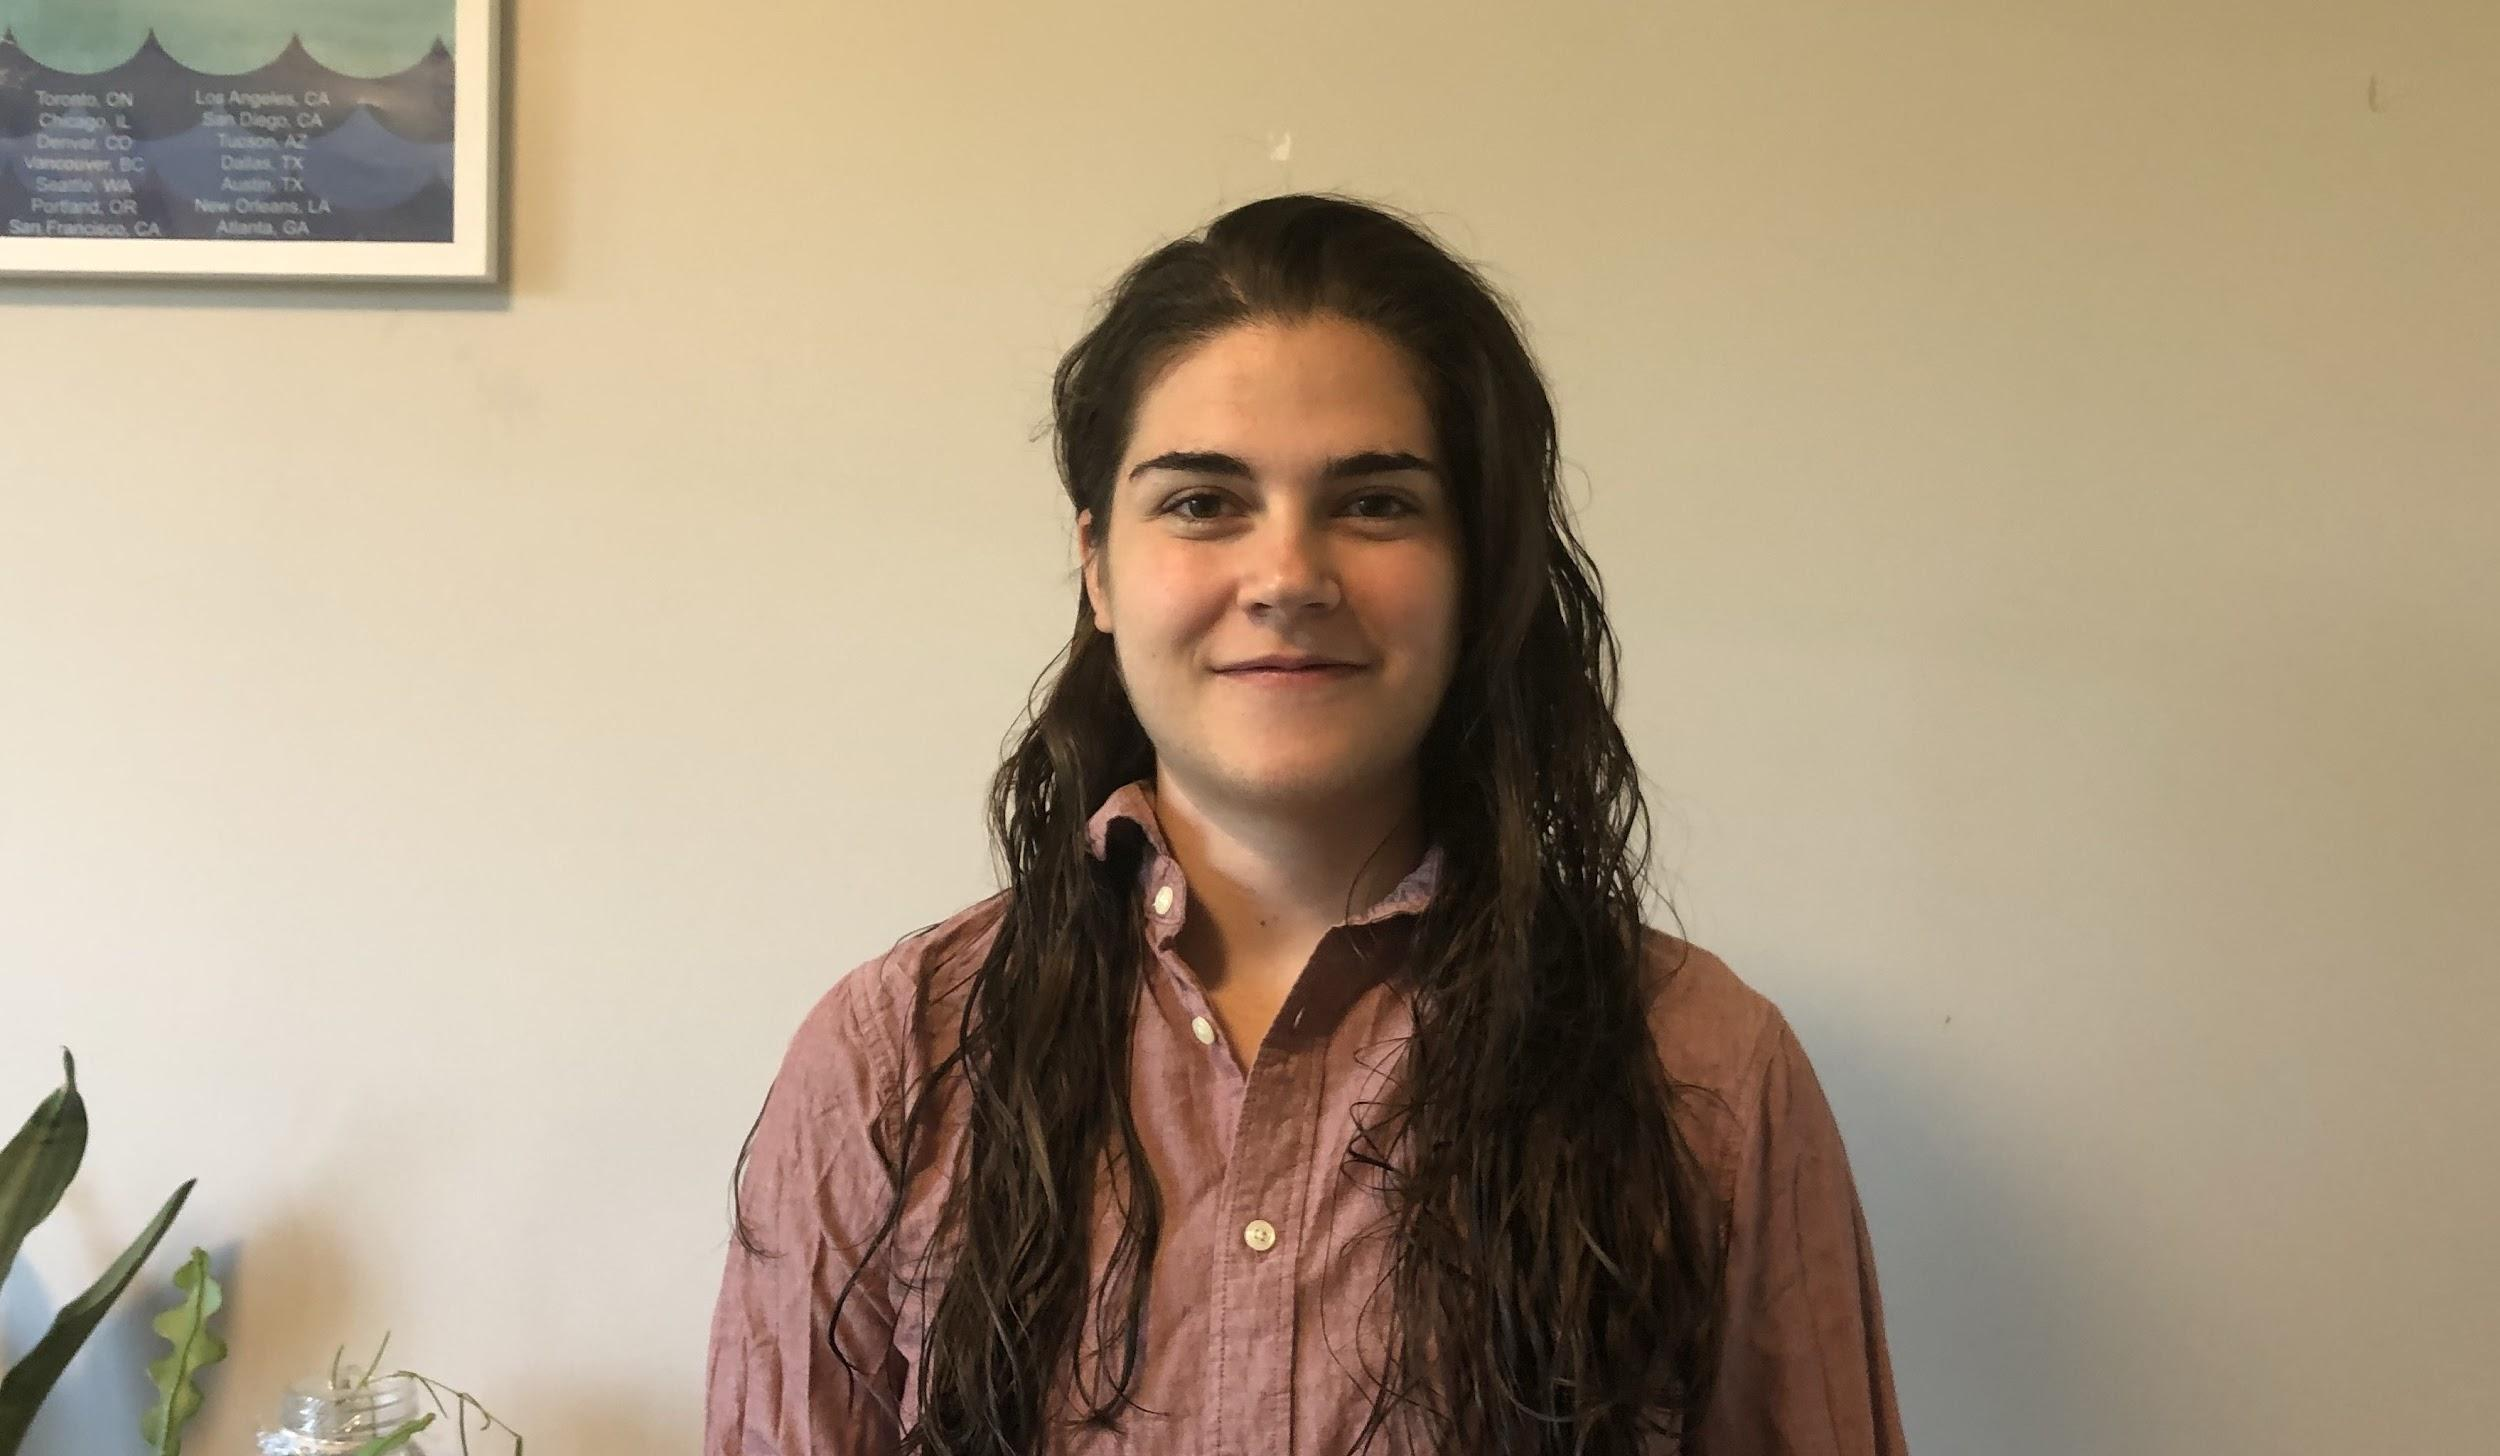 Toronto, ON
Chicago, IL
Denver, CO
Vancouver, BC
Seattle, WA
Portland, OR
San Francisco, CA
Los Angeles, CA
San Diego, CA
Tucson, AZ
Dallas, TX
Austin, TX
New Orleans, LA
Atlanta, GA